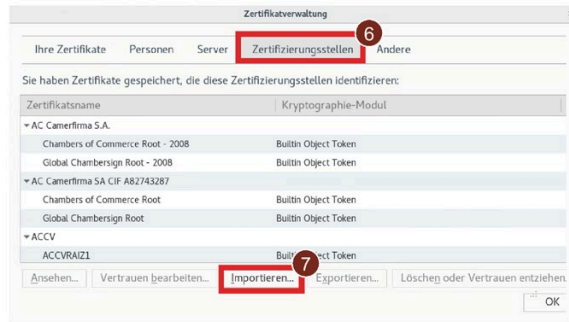 Zertifikatverwaltung
6
Ihre Zertifikate Personen Server Zertifizierungsstellen Andere
Sie haben Zertifikate gespeichert, die diese Zertifizierungsstellen identifizieren:
Zertifikatsname Kryptographie-Modul
AC Camerfirma S.A.
Chambers of Commerce Root - 2008 Builtin Object Token
Global Chambersign Root - 2008 Builtin Object Token
AC Camerfirma SA CIF A82743287
Chambers of Commerce Root Builtin Object Token
Global Chambersign Root Builtin Object Token
ACCV
ACCVRAIZ1 Object Token
7
Ansehen... Vertrauen bearbeiten... Importieren... Exportieren... Löschen oder Vertrauen entziehen.
OK